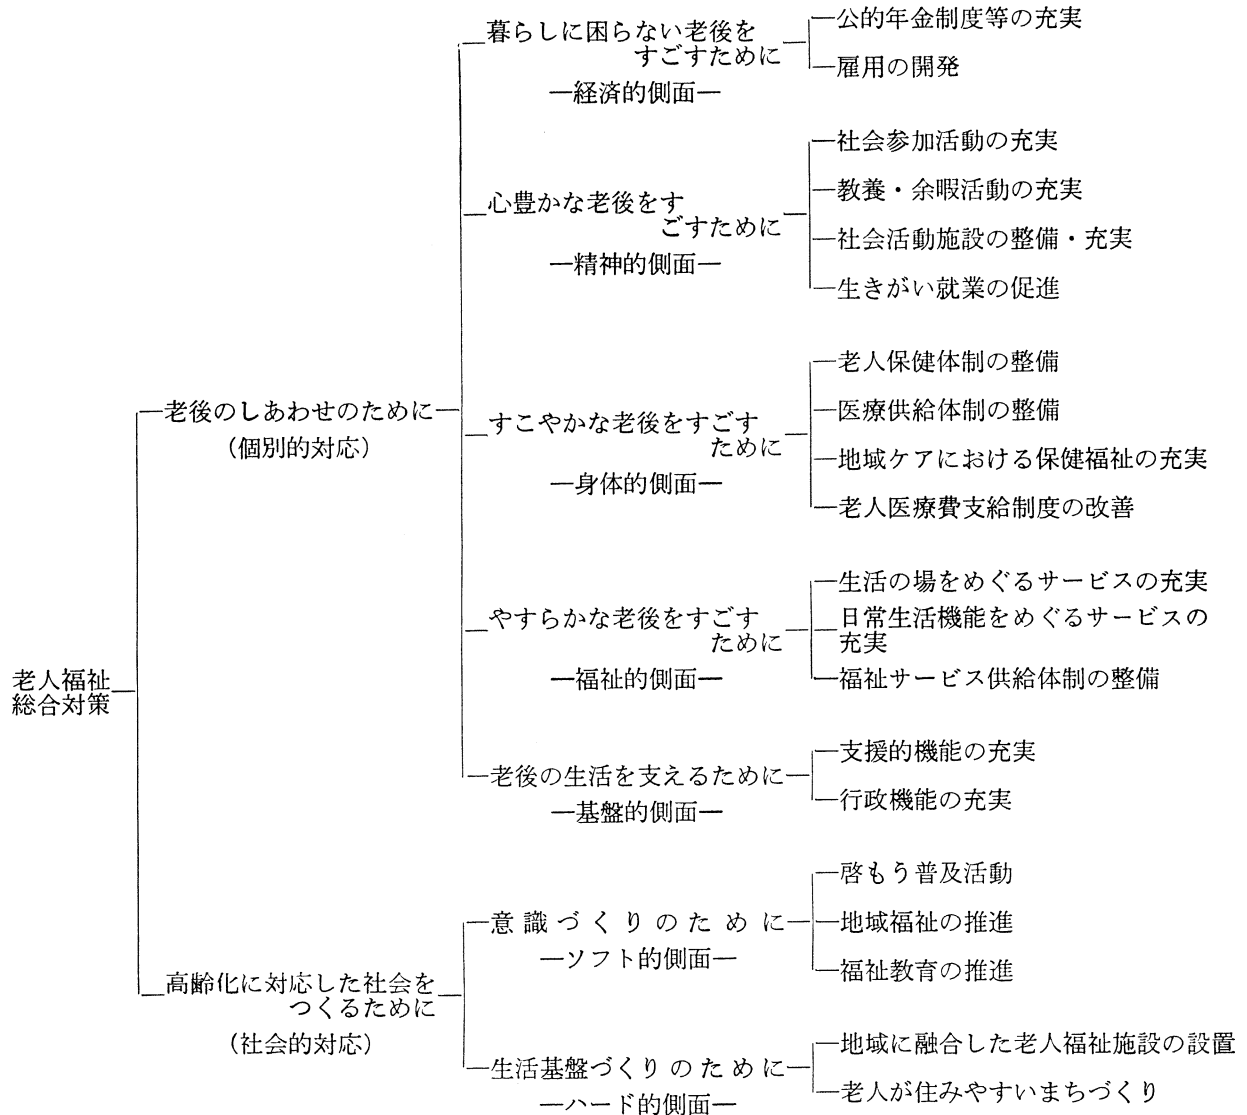 老人福祉
総合対策
老後のしあわせのために
(個別的対応)
暮らしに困らない老後を
すごすために
―経済的側面―
公的年金制度等の充実
雇用の開発
心豊かな老後をす
ごすために
―精神的側面―
社会参加活動の充実
教養・余暇活動の充実
社会活動施設の整備・充実
生きがい就業の促進
すこやかな老後をすごす
ために
―身体的側面―
老人保健体制の整備
医療供給体制の整備
地域ケアにおける保健福祉の充実
老人医療費支給制度の改善
やすらかな老後をすごす
ために
―福祉的側面―
生活の場をめぐるサービスの充実
日常生活機能をめぐるサービスの
充実
福祉サービス供給体制の整備
老後の生活を支えるために
―基盤的側面―
支援的機能の充実
行政機能の充実
高齢化に対応した社会を
つくるために
(社会的対応)
意識づくりのために
―ソフト的側面―
啓もう普及活動
地域福祉の推進
福祉教育の推進
生活基盤づくりのために
―ハード的側面―
地域に融合した老人福祉施設の設置
老人が住みやすいまちづくり